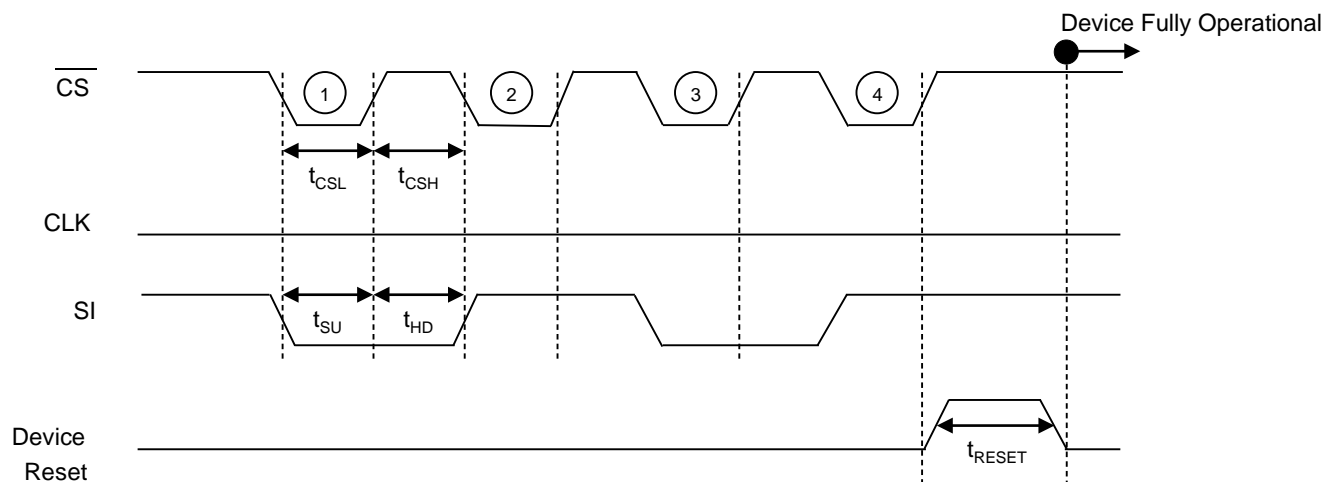 Device Fully Operational
CS
1
2
3
4
tCSL
tCSH
CLK
SI
tSU
tHD
Device
Reset
tRESET